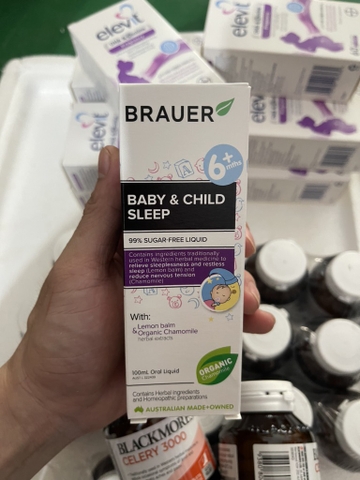 elevit
elevit
elevit
BRAUER
6+
mths
BABY & CHILD
SLEEP
99% SUGAR-FREE LIQUID
Contains ingredients traditionally
used in Western herbal medicine to
relieve sleeplessness and restless
sleep (Lemon balm) and
reduce nervous tension
(Chamomile)
With:
Lemon balm
& Organic Chamomile
herbal extracts
ORGANIC
Chamomile
100mL Oral Liquid
Contains Herbal Ingredients
and Homoeopathic preparations.
AUSTRALIAN MADE+OWNED
BLACKMORES
CELERY 3000